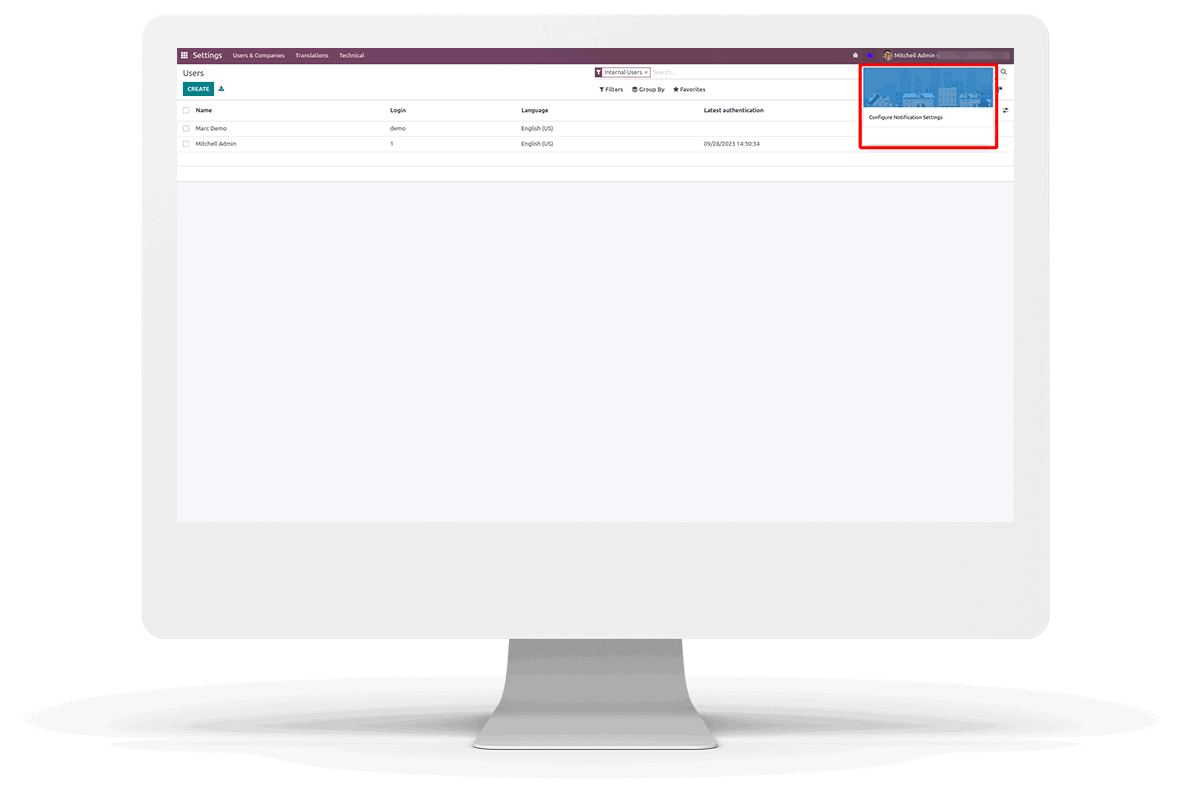 Settings Users & Companies Translations Technical Mitchell Admin
Users
Internal Users × Search...
CREATE
Filters Group By Favorites
Configure Notification Settings
Name Login Language Latest authentication
Marc Demo demo English (US)
Mitchell Admin 1 English (US) 09/28/2023 14:30:34